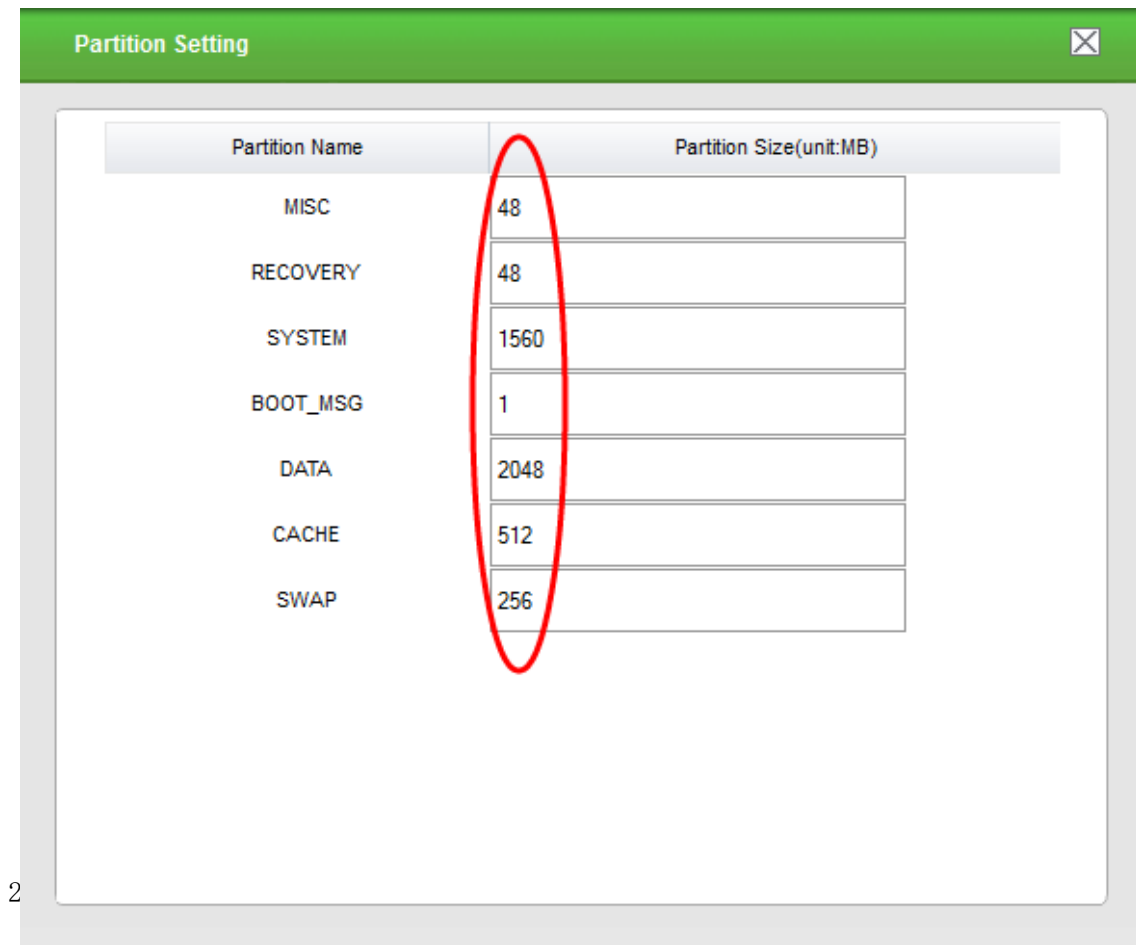 Partition Setting
Partition Name Partition Size(unit:MB)
MISC 48
RECOVERY 48
SYSTEM 1560
BOOT_MSG 1
DATA 2048
CACHE 512
SWAP 256
2